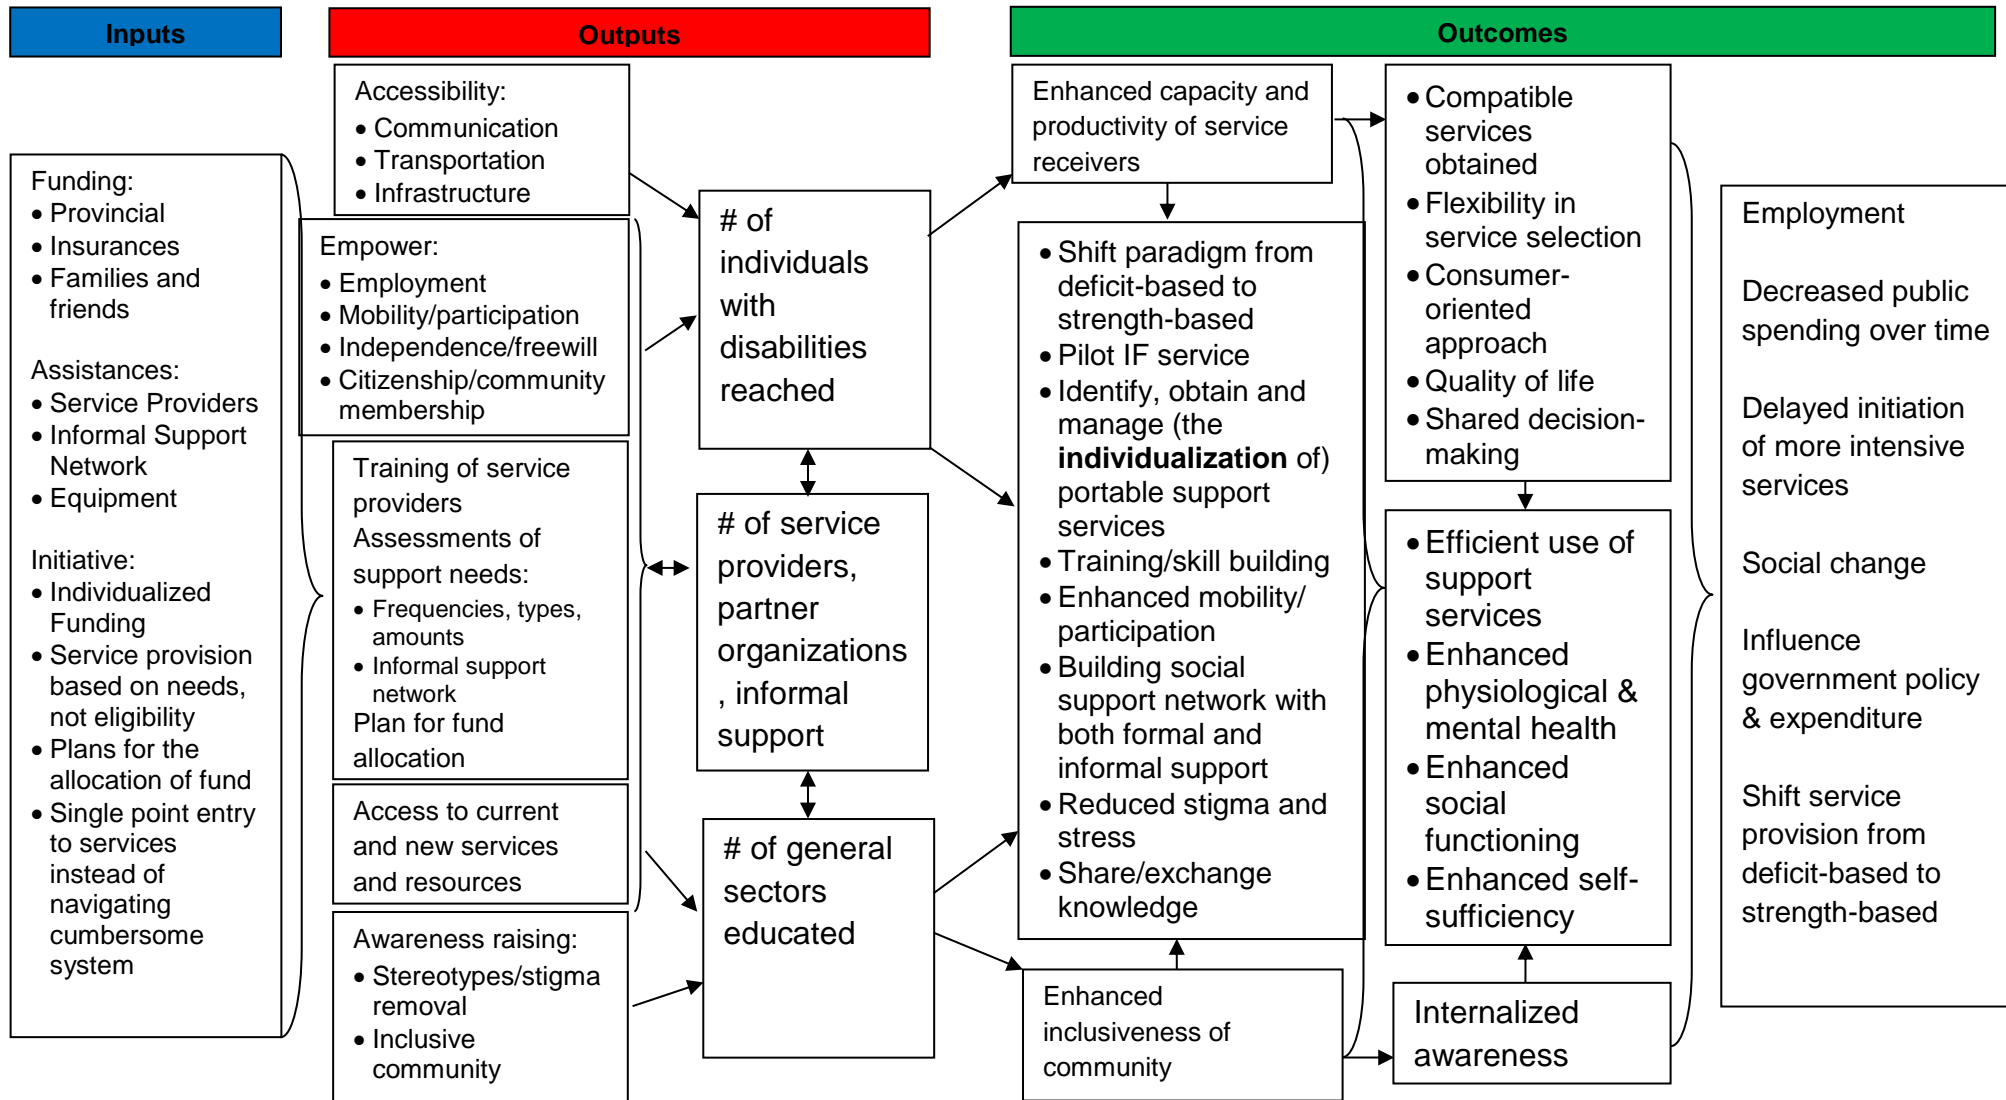 Inputs
Outputs
Outcomes
Funding:
• Provincial
• Insurances
• Families and
friends
Assistances:
• Service Providers
• Informal Support
Network
• Equipment
Initiative:
• Individualized
Funding
• Service provision
based on needs,
not eligibility
• Plans for the
allocation of fund
• Single point entry
to services
instead of
navigating
cumbersome
system
Accessibility:
• Communication
• Transportation
• Infrastructure
Empower:
• Employment
• Mobility/participation
• Independence/freewill
• Citizenship/community
membership
Training of service
providers
Assessments of
support needs:
• Frequencies, types,
amounts
• Informal support
network
Plan for fund
allocation
Access to current
and new services
and resources
Awareness raising:
• Stereotypes/stigma
removal
• Inclusive
community
# of
individuals
with
disabilities
reached
# of service
providers,
partner
organizations
, informal
support
# of general
sectors
educated
Enhanced capacity and
productivity of service
receivers
• Shift paradigm from
deficit-based to
strength-based
• Pilot IF service
• Identify, obtain and
manage (the
individualization of)
portable support
services
• Training/skill building
• Enhanced mobility/
participation
• Building social
support network with
both formal and
informal support
• Reduced stigma and
stress
• Share/exchange
knowledge
Enhanced
inclusiveness of
community
• Compatible
services
obtained
• Flexibility in
service selection
• Consumer-
oriented
approach
• Quality of life
• Shared decision-
making
• Efficient use of
support
services
• Enhanced
physiological &
mental health
• Enhanced
social
functioning
• Enhanced self-
sufficiency
Internalized
awareness
Employment
Decreased public
spending over time
Delayed initiation
of more intensive
services
Social change
Influence
government policy
& expenditure
Shift service
provision from
deficit-based to
strength-based